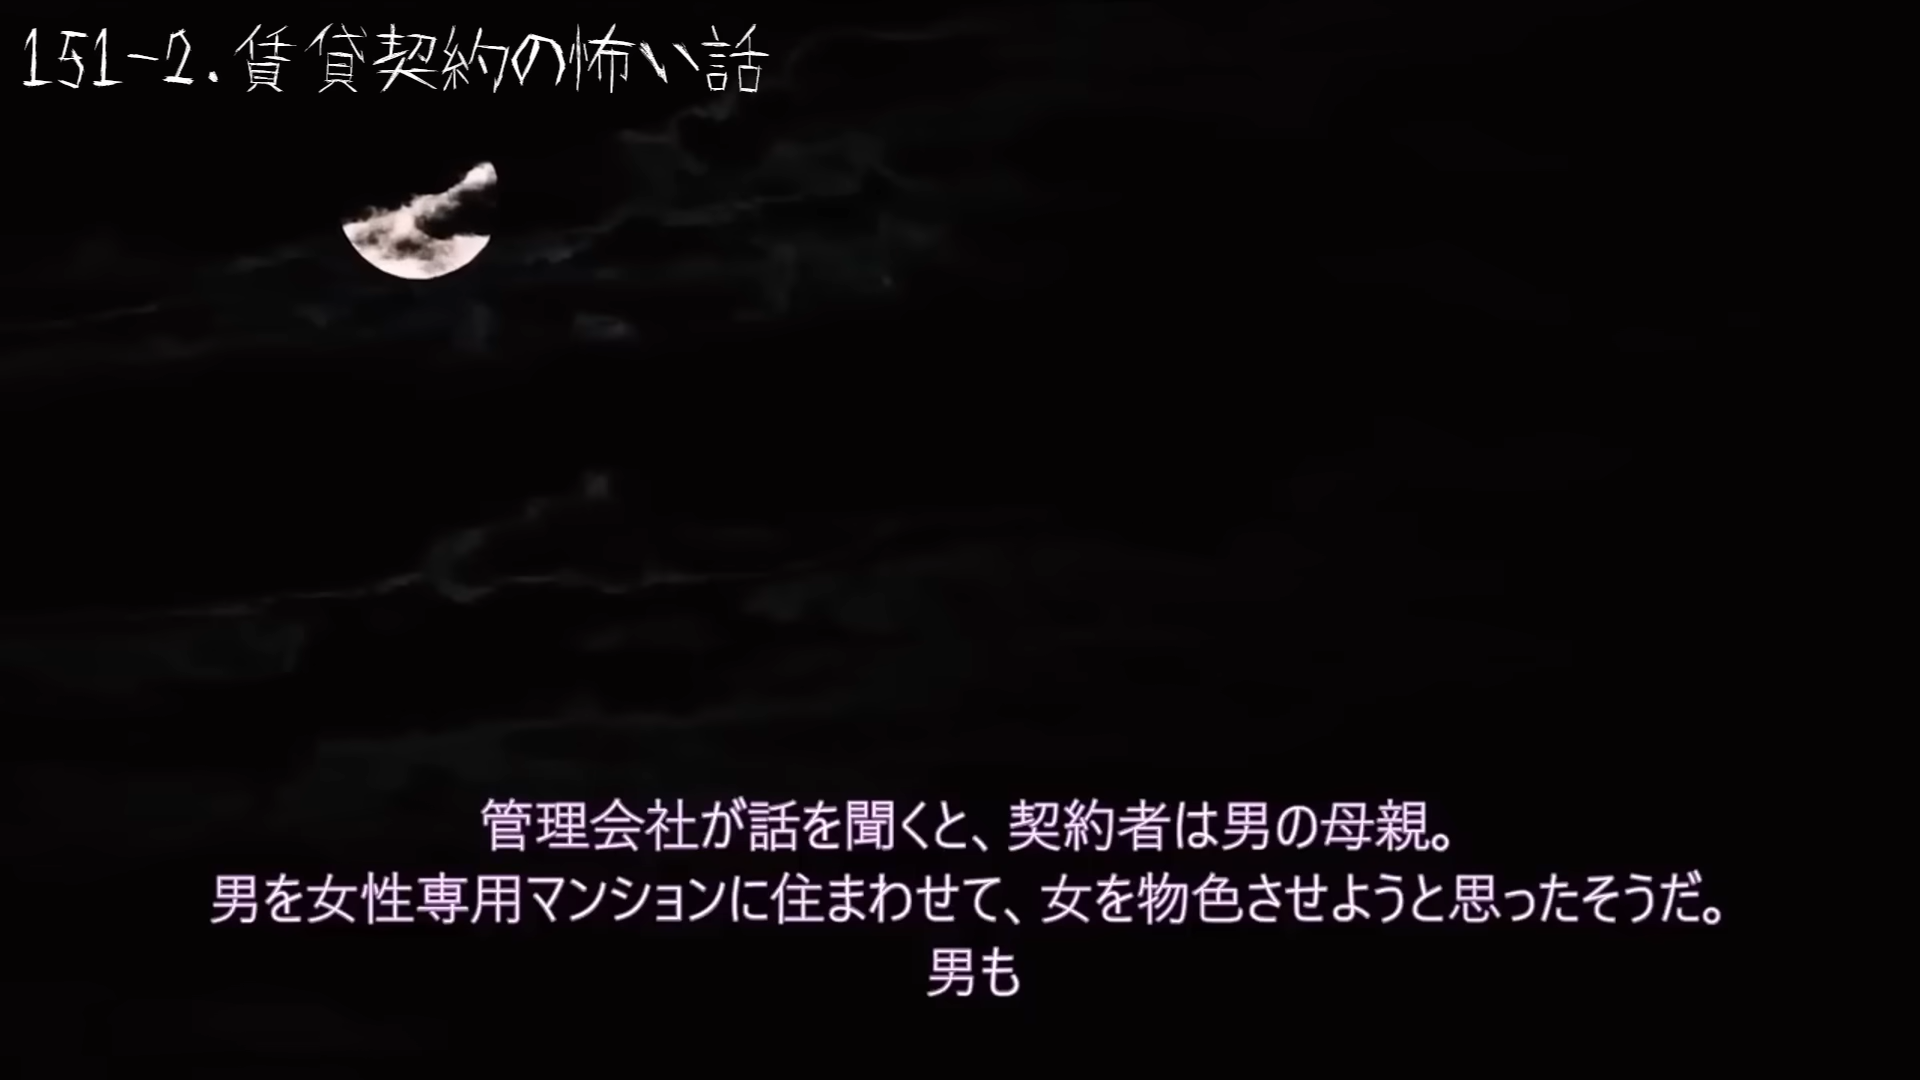 151-2.賃貸契約の怖い話
管理会社が話を聞くと、契約者は男の母親。
男を女性専用マンションに住まわせて、女を物色させようと思ったそうだ。
男も